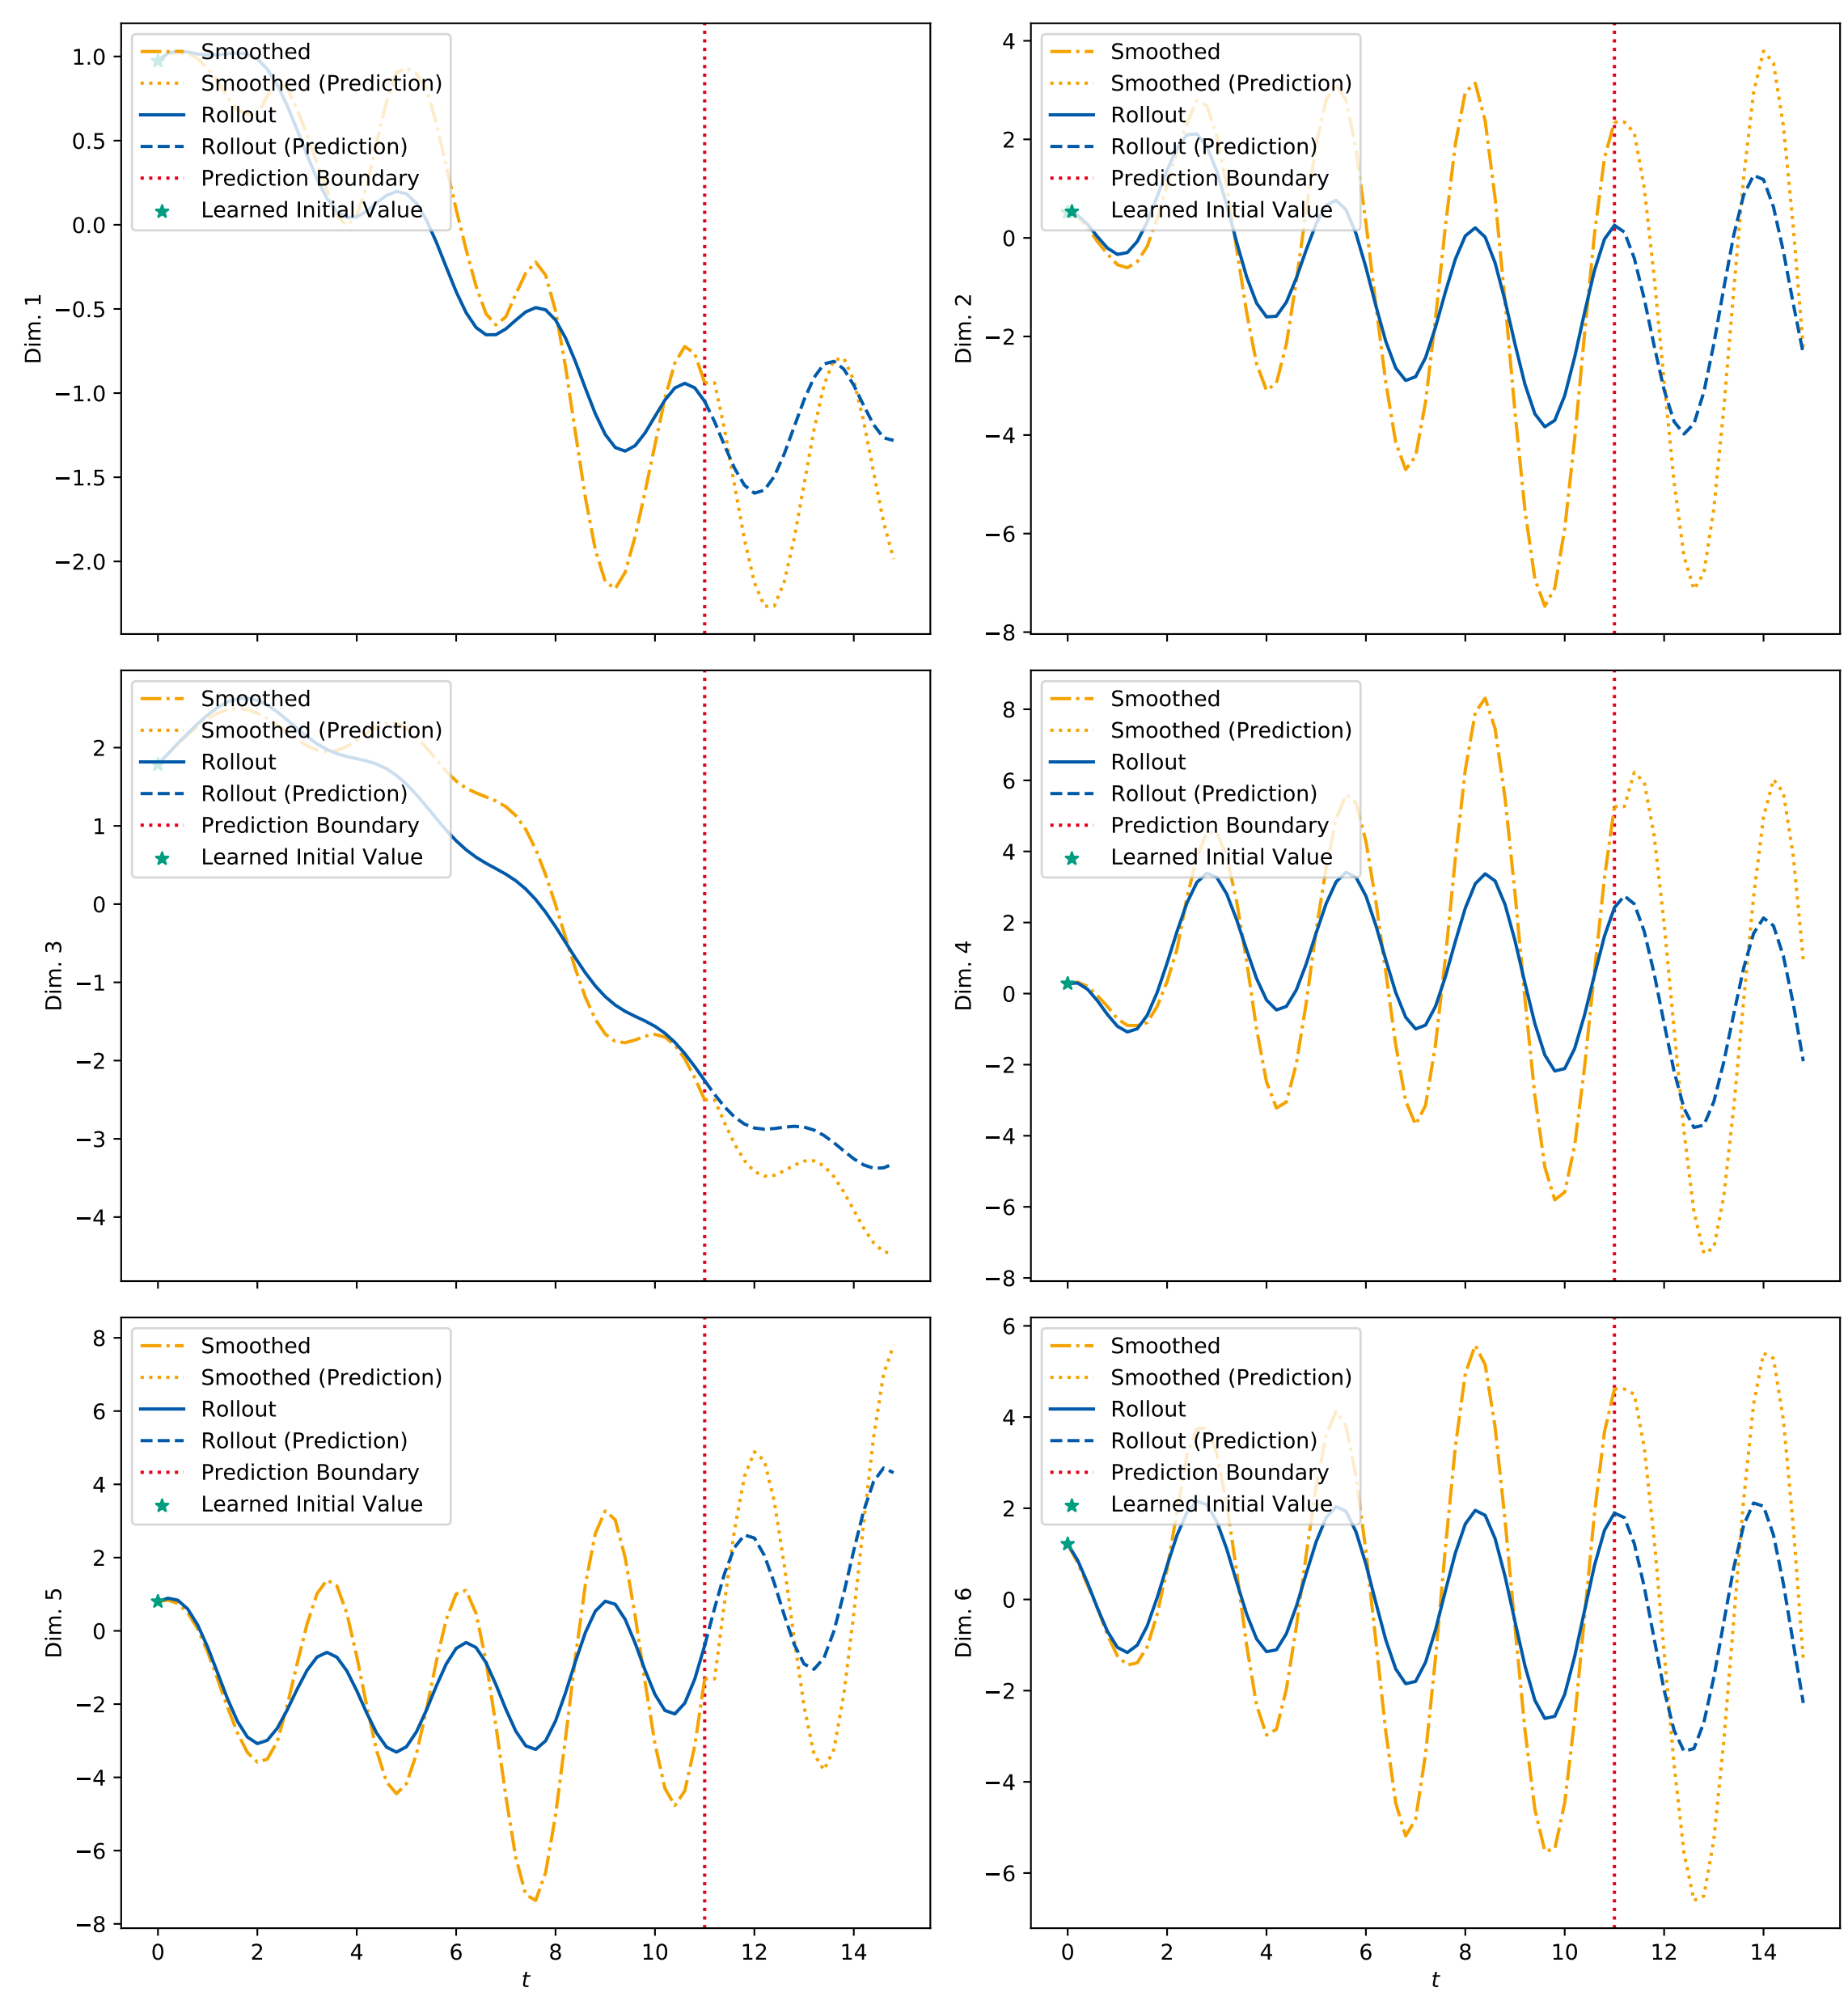 1.0
0.5
0.0
−0.5
−1.0
−1.5
−2.0
Dim. 1
Smoothed
Smoothed (Prediction)
Rollout
Rollout (Prediction)
Prediction Boundary
Learned Initial Value
4
2
0
−2
−4
−6
−8
Dim. 2
Smoothed
Smoothed (Prediction)
Rollout
Rollout (Prediction)
Prediction Boundary
Learned Initial Value
2
1
0
−1
−2
−3
−4
Dim. 3
Smoothed
Smoothed (Prediction)
Rollout
Rollout (Prediction)
Prediction Boundary
Learned Initial Value
8
6
4
2
0
−2
−4
−6
−8
Dim. 4
Smoothed
Smoothed (Prediction)
Rollout
Rollout (Prediction)
Prediction Boundary
Learned Initial Value
8
6
4
2
0
−2
−4
−6
−8
Dim. 5
Smoothed
Smoothed (Prediction)
Rollout
Rollout (Prediction)
Prediction Boundary
Learned Initial Value
0 2 4 6 8 10 12 14
t
6
4
2
0
−2
−4
−6
Dim. 6
Smoothed
Smoothed (Prediction)
Rollout
Rollout (Prediction)
Prediction Boundary
Learned Initial Value
0 2 4 6 8 10 12 14
t